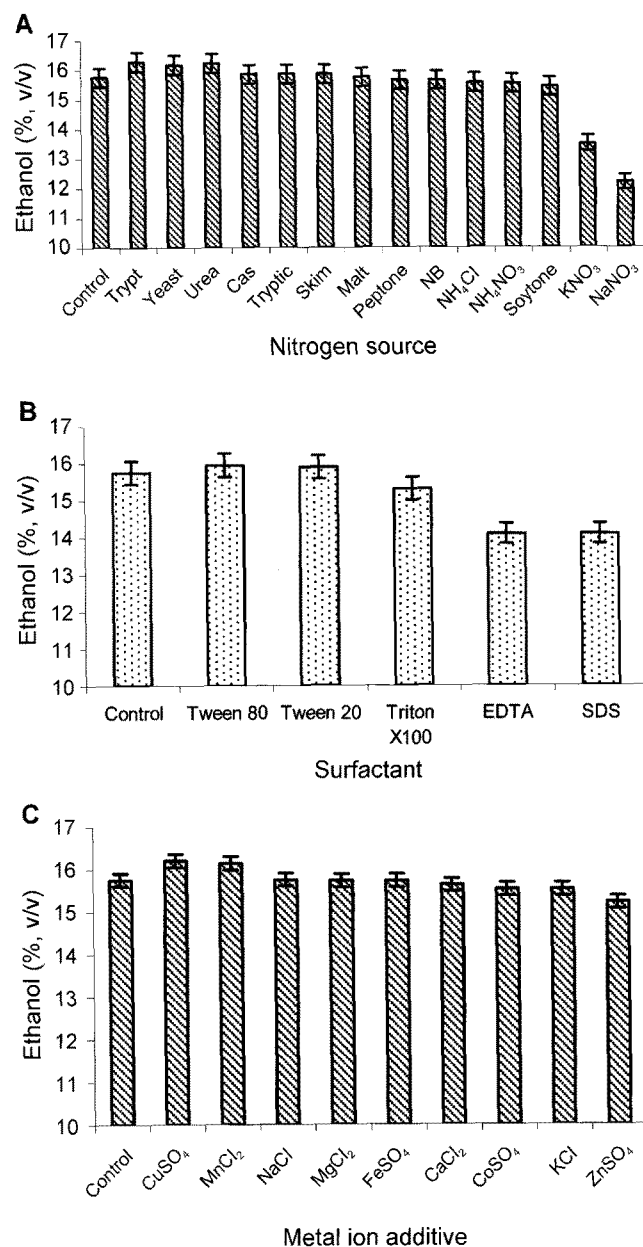 A
Ethanol (%, v/v)
17
16
15
14
13
12
11
10
Control
Trypt
Yeast
Urea
Cas
Tryptic
Skim
Malt
Peptone
NB
NH₄Cl
NH₄NO₃
Soytone
KNO₃
NaNO₃
Nitrogen source
B
Ethanol (%, v/v)
17
16
15
14
13
12
11
10
Control
Tween 80
Tween 20
Triton
X100
EDTA
SDS
Surfactant
C
Ethanol (%, v/v)
17
16
15
14
13
12
11
10
Control
CuSO₄
MnCl₂
NaCl
MgCl₂
FeSO₄
CaCl₂
CoSO₄
KCl
ZnSO₄
Metal ion additive